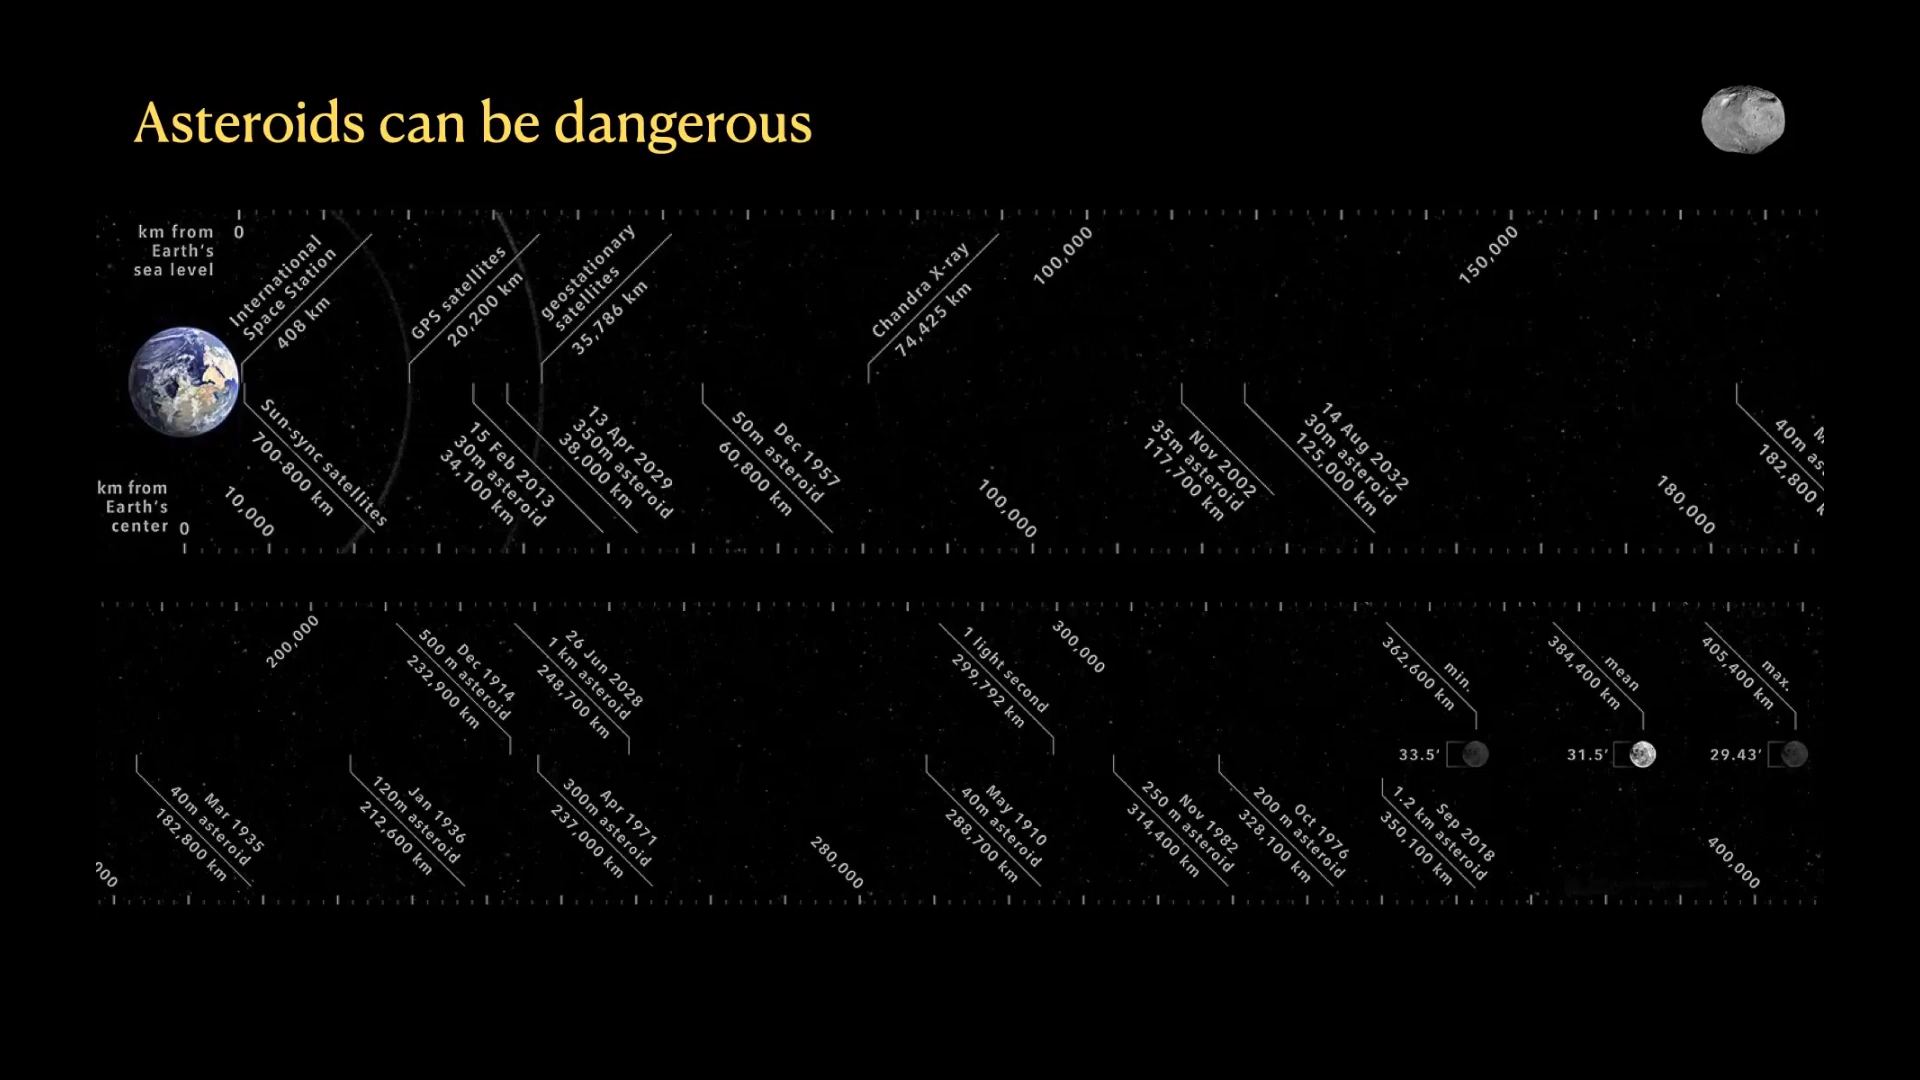 Asteroids can be dangerous
km from
Earth's
sea level
0
International
Space Station
408 km
GPS satellites
20,200 km
geostationary
satellites
35,786 km
Chandra X-ray
74,425 km
100,000
150,000
Sun-sync satellites
700-800 km
15 Feb 2013
30m asteroid
34,100 km
13 Apr 2029
350m asteroid
38,000 km
Dec 1957
50m asteroid
60,800 km
Nov 2002
35m asteroid
117,700 km
14 Aug 2032
30m asteroid
125,000 km
M
40m as
182,800 k
km from
Earth's
center
0
10,000
100,000
180,000
200,000
Dec 1914
500 m asteroid
232,900 km
26 Jun 2028
1 km asteroid
248,700 km
1 light second
299,792 km
300,000
min.
362,600 km
mean
384,400 km
max.
405,400 km
33.5'
31.5'
29.43'
Mar 1935
40m asteroid
182,800 km
Jan 1936
120m asteroid
212,600 km
Apr 1971
300m asteroid
237,000 km
May 1910
40m asteroid
288,700 km
Nov 1982
250 m asteroid
314,400 km
Oct 1976
200 m asteroid
328,100 km
Sep 2018
1.2 km asteroid
350,100 km
000
280,000
400,000